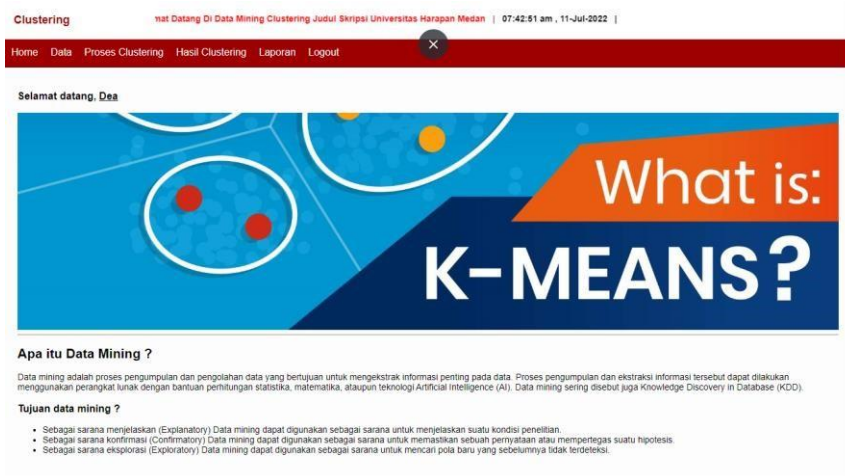 Clustering
mat Datang Di Data Mining Clustering Judul Skripsi Universitas Harapan Medan | 07:42:51 am , 11-Jul-2022 |
Home Data Proses Clustering Hasil Clustering Laporan Logout
Selamat datang, Dea
What is:
K-MEANS?
Apa itu Data Mining ?
Data mining adalah proses pengumpulan dan pengolahan data yang bertujuan untuk mengekstrak informasi penting pada data. Proses pengumpulan dan ekstraksi informasi tersebut dapat dilakukan
menggunakan perangkat lunak dengan bantuan perhitungan statistika, matematika, ataupun teknologi Artificial Intelligence (AI). Data mining sering disebut juga Knowledge Discovery in Database (KDD).
Tujuan data mining ?
• Sebagai sarana menjelaskan (Explanatory) Data mining dapat digunakan sebagai sarana untuk menjelaskan suatu kondisi penelitian.
• Sebagai sarana konfirmasi (Confirmatory) Data mining dapat digunakan sebagai sarana untuk memastikan sebuah pernyataan atau mempertegas suatu hipotesis.
• Sebagai sarana eksplorasi (Exploratory) Data mining dapat digunakan sebagai sarana untuk mencari pola baru yang sebelumnya tidak terdeteksi.